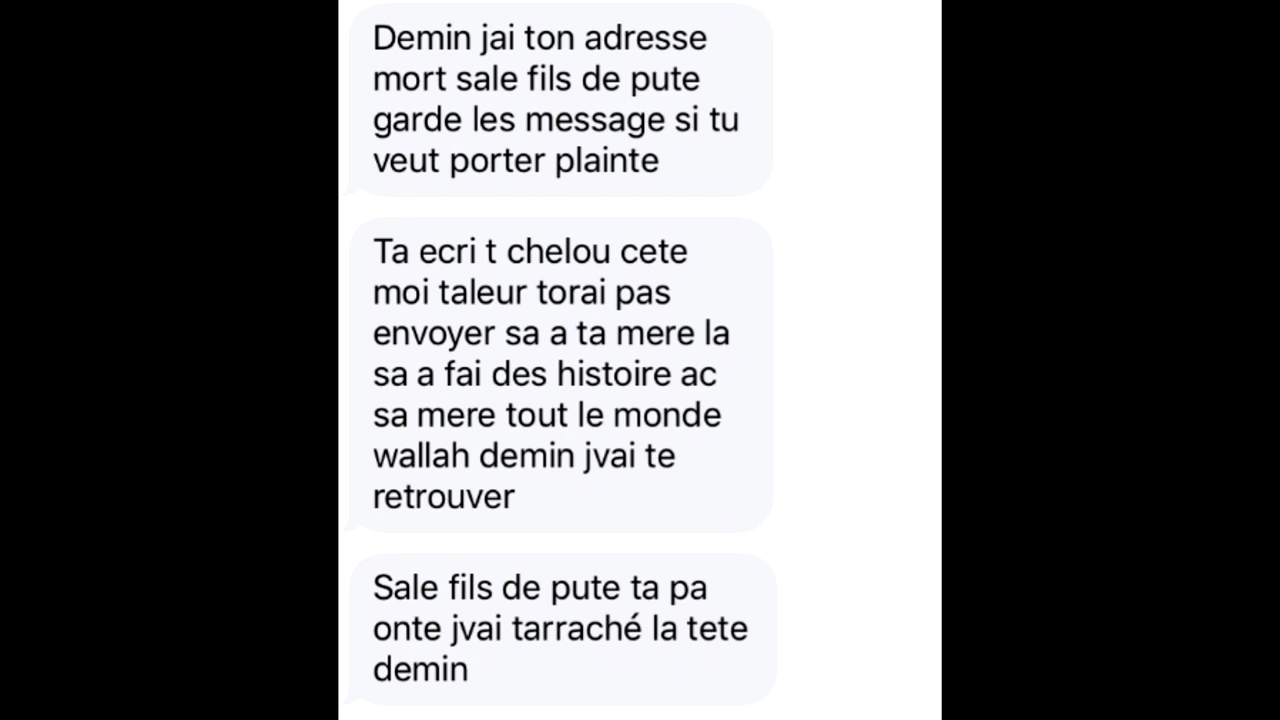 Demin jai ton adresse
mort sale fils de pute
garde les message si tu
veut porter plainte
Ta ecri t chelou cete
moi taleur torai pas
envoyer sa a ta mere la
sa a fai des histoire ac
sa mere tout le monde
wallah demin jvai te
retrouver
Sale fils de pute ta pa
onte jvai tarraché la tete
demin